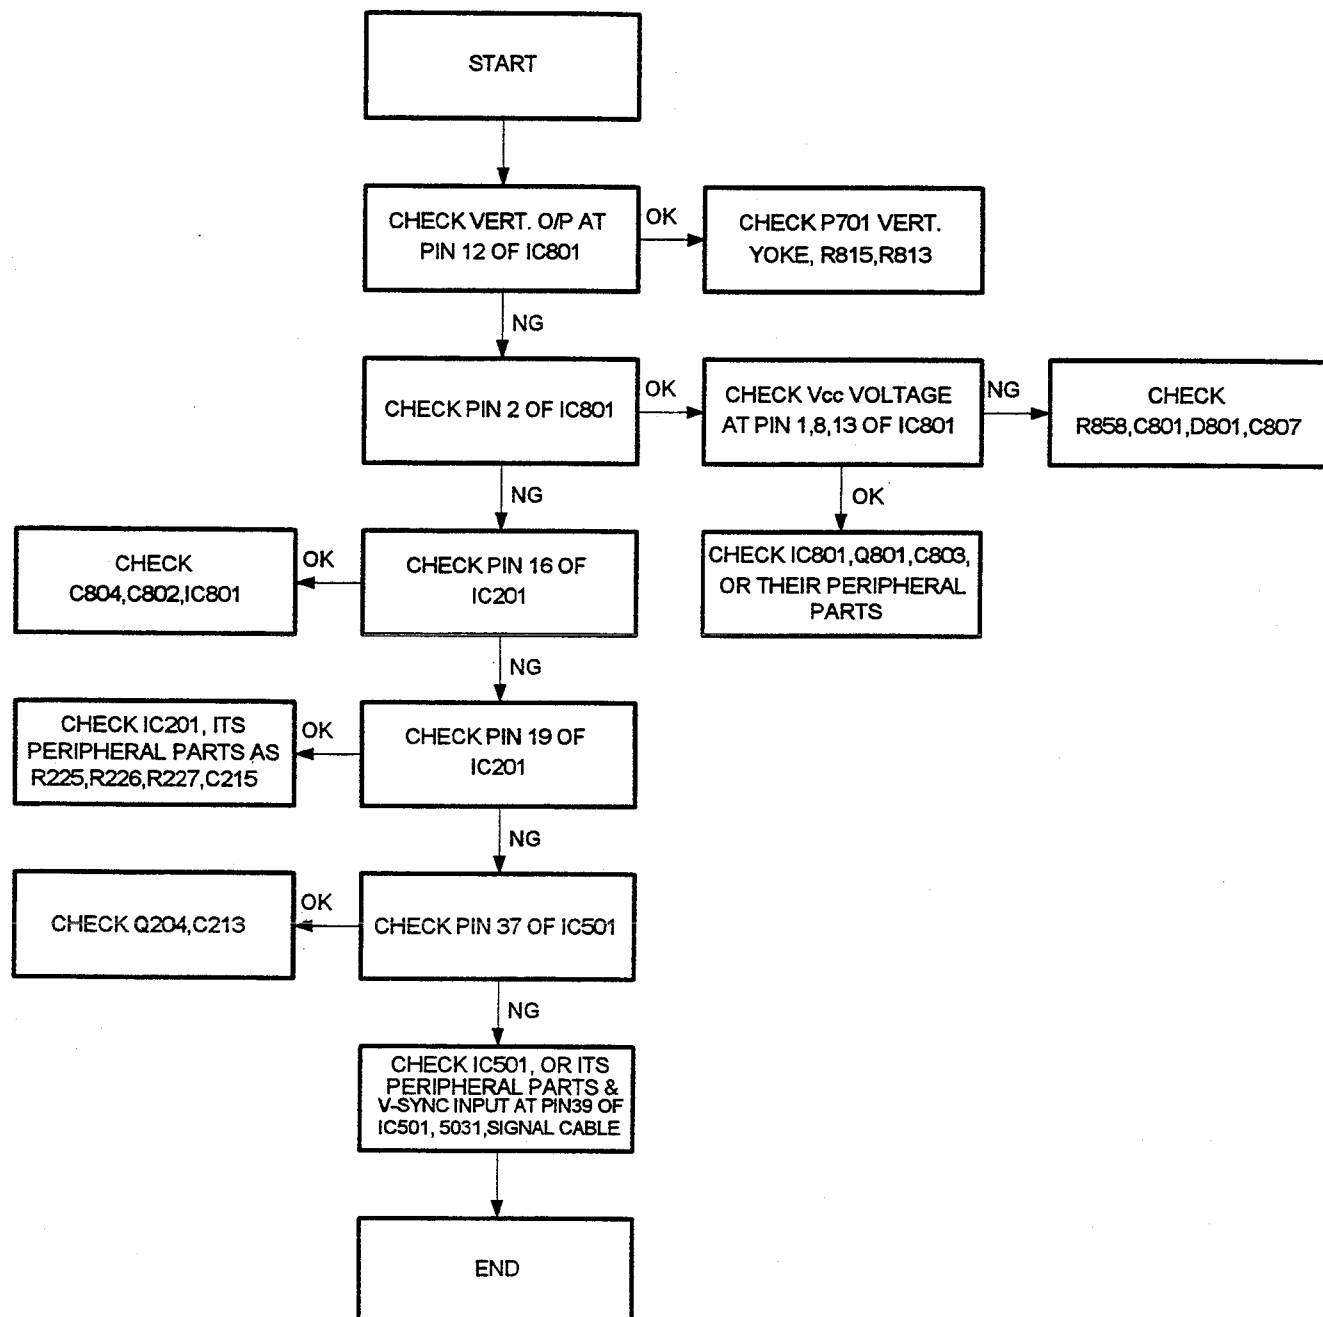 START
CHECK VERT. O/P AT
PIN 12 OF IC801
OK
CHECK P701 VERT.
YOKE, R815,R813
NG
CHECK PIN 2 OF IC801
OK
CHECK Vcc VOLTAGE
AT PIN 1,8,13 OF IC801
NG
CHECK
R858,C801,D801,C807
NG
OK
CHECK
C804,C802,IC801
OK
CHECK PIN 16 OF
IC201
CHECK IC801,Q801,C803,
OR THEIR PERIPHERAL
PARTS
NG
CHECK IC201, ITS
PERIPHERAL PARTS AS
R225,R226,R227,C215
OK
CHECK PIN 19 OF
IC201
NG
CHECK Q204,C213
OK
CHECK PIN 37 OF IC501
NG
CHECK IC501, OR ITS
PERIPHERAL PARTS &
V-SYNC INPUT AT PIN39 OF
IC501, 5031,SIGNAL CABLE
END